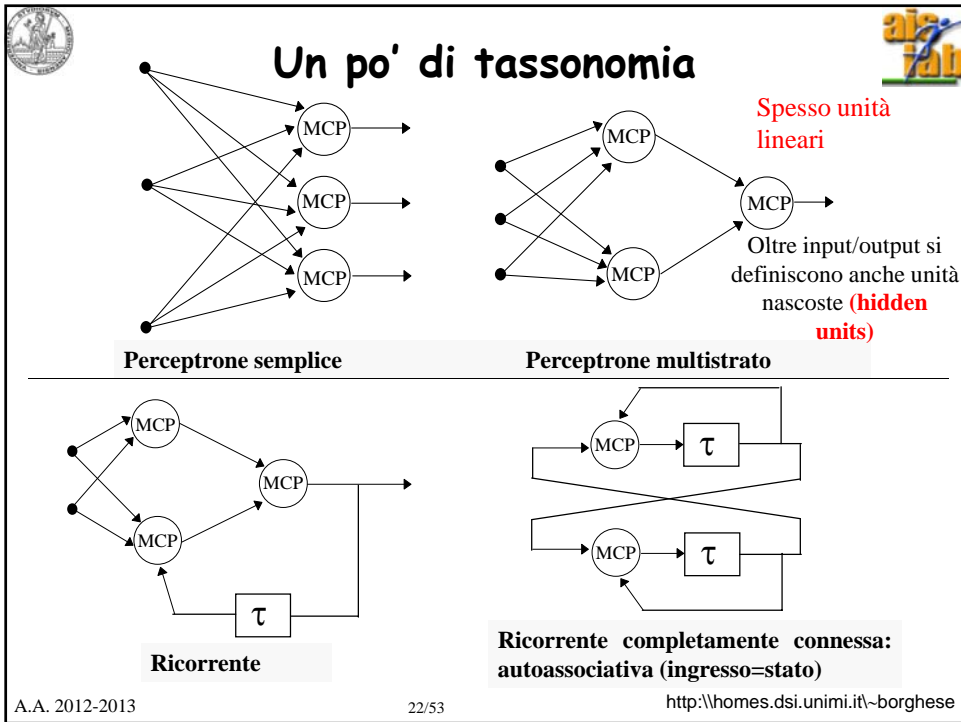 Un po' di tassonomia
ais
lab
MCP
MCP
MCP
Perceptrone semplice
MCP
MCP
MCP
Spesso unità
lineari
Oltre input/output si
definiscono anche unità
nascoste (hidden
units)
Perceptrone multistrato
MCP
MCP
MCP
τ
Ricorrente
MCP
τ
MCP
τ
Ricorrente completamente connessa:
autoassociativa (ingresso=stato)
A.A. 2012-2013
22/53
http:\\homes.dsi.unimi.it\~borghese